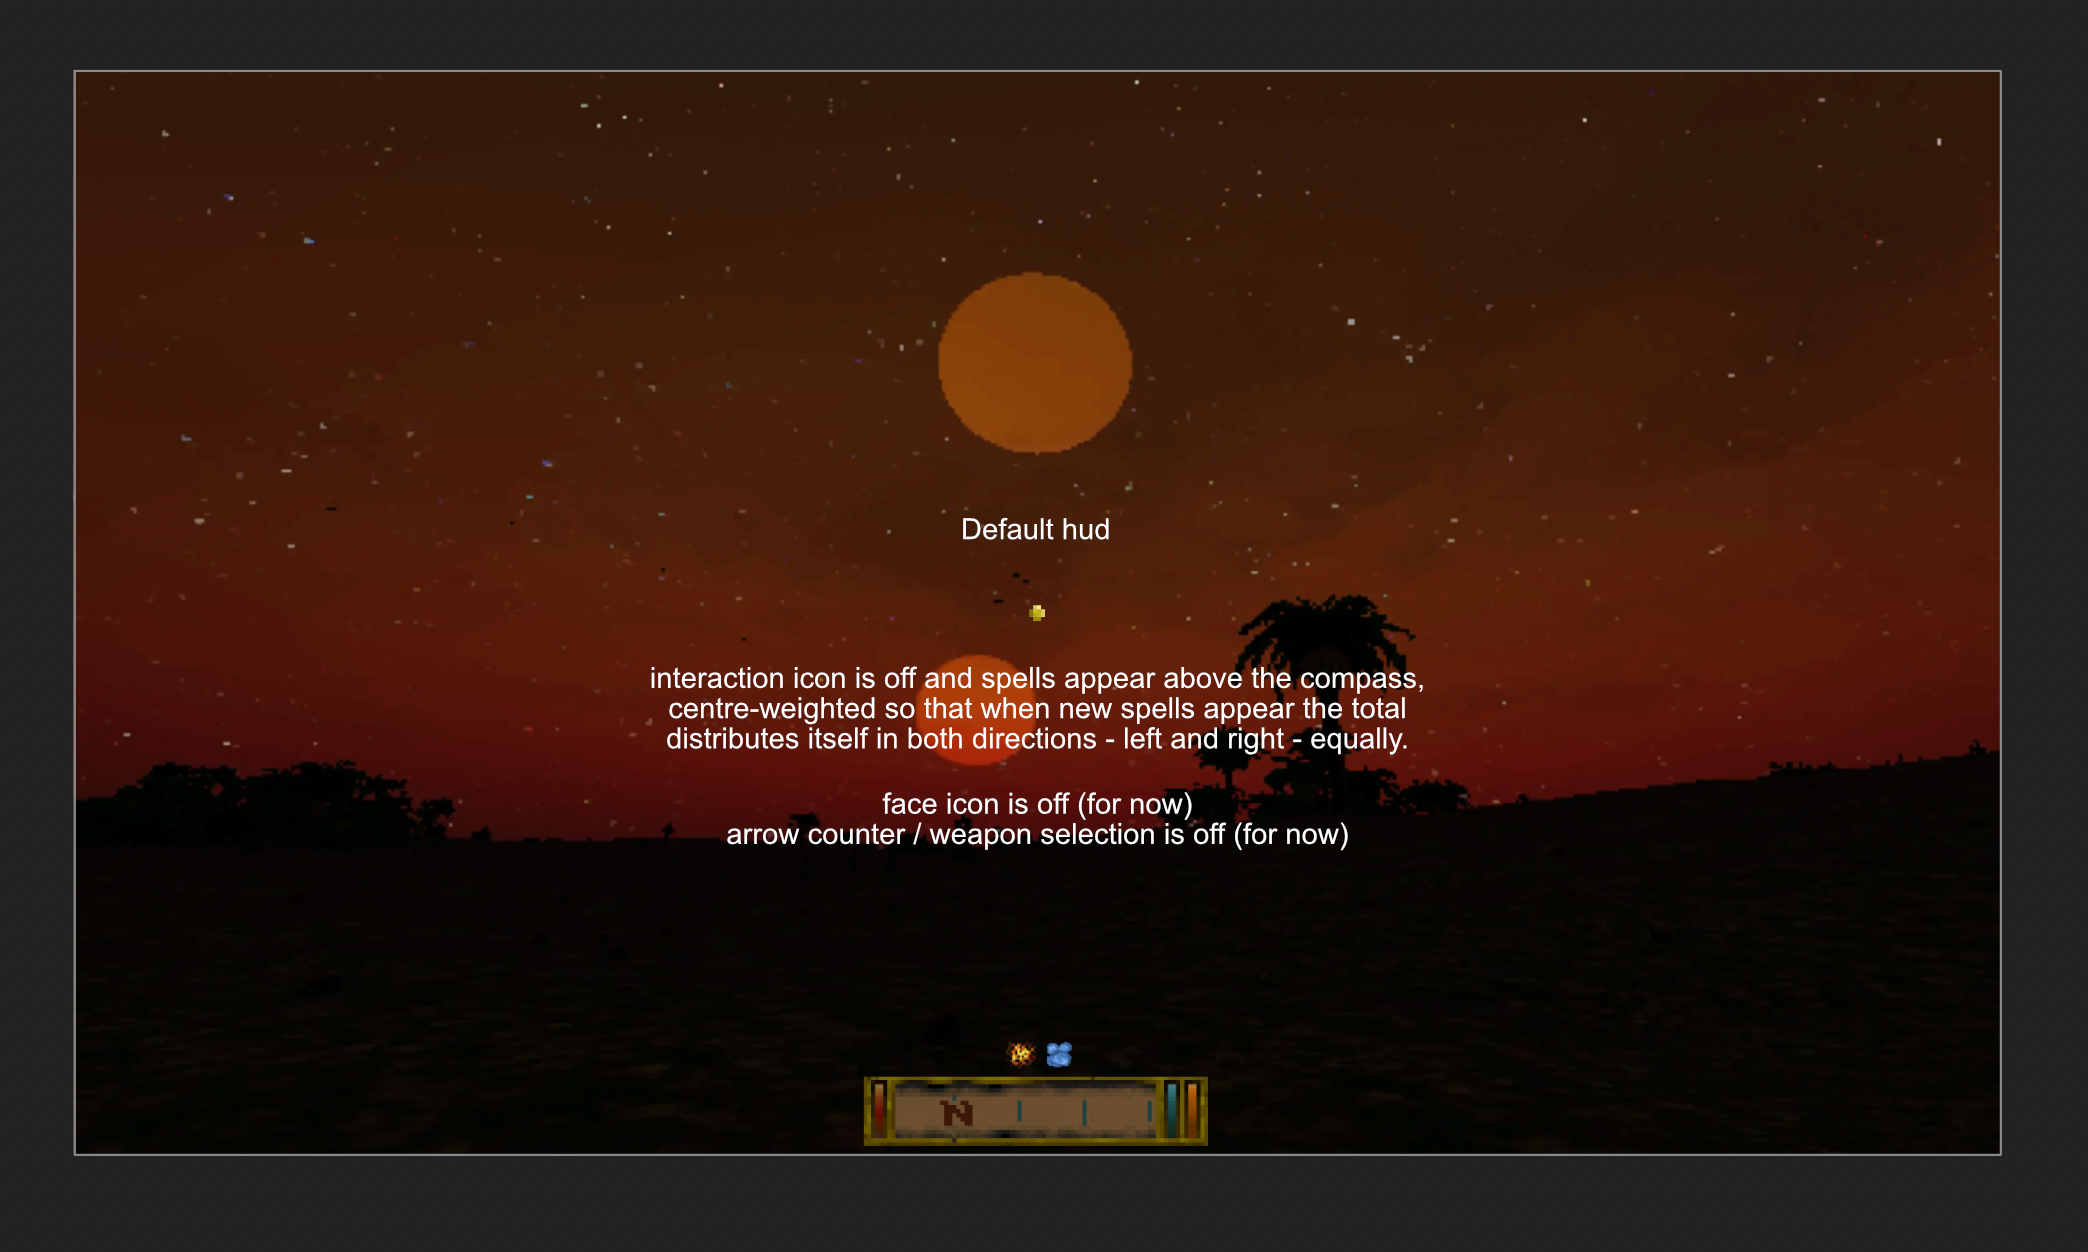 Default hud
interaction icon is off and spells appear above the compass,
centre-weighted so that when new spells appear the total
distributes itself in both directions - left and right - equally.
face icon is off (for now)
arrow counter / weapon selection is off (for now)
N